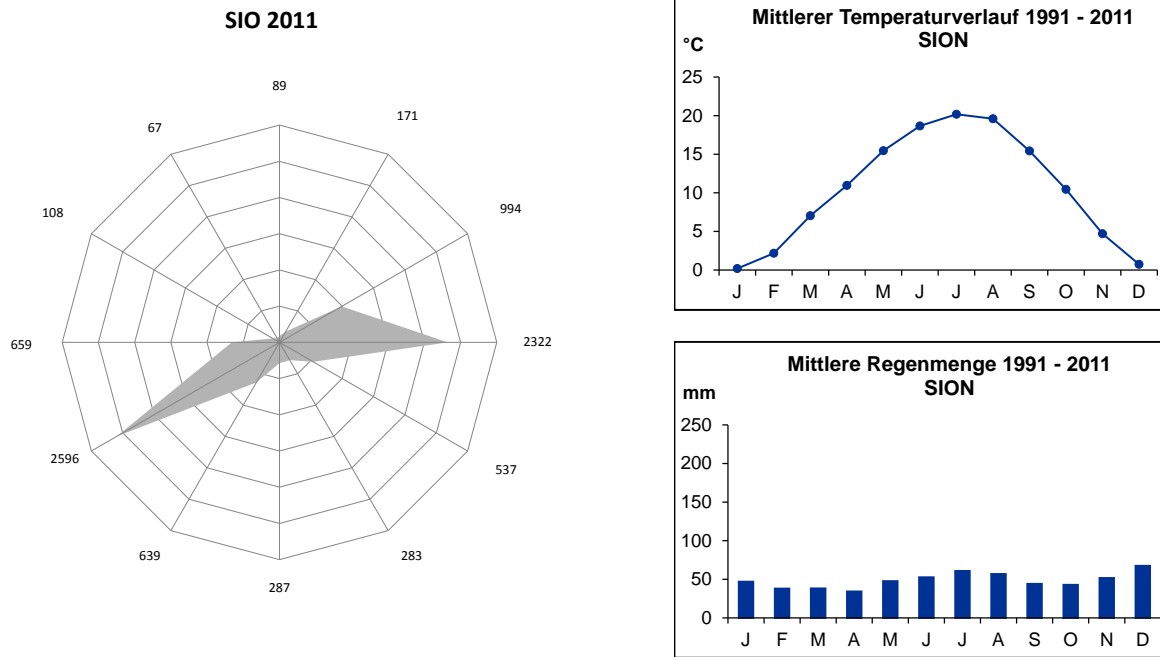 SIO 2011
89
171
994
2322
537
283
287
639
2596
659
108
67
Mittlerer Temperaturverlauf 1991 - 2011
SION
°C
25
20
15
10
5
0
J F M A M J J A S O N D
Mittlere Regenmenge 1991 - 2011
SION
mm
250
200
150
100
50
0
J F M A M J J A S O N D